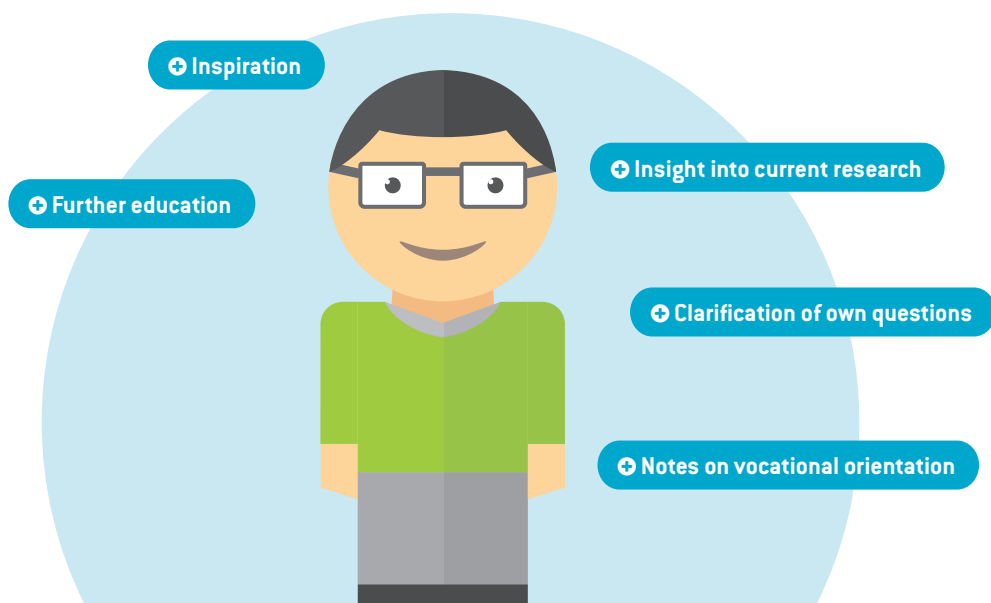 Inspiration
Insight into current research
Further education
Clarification of own questions
Notes on vocational orientation